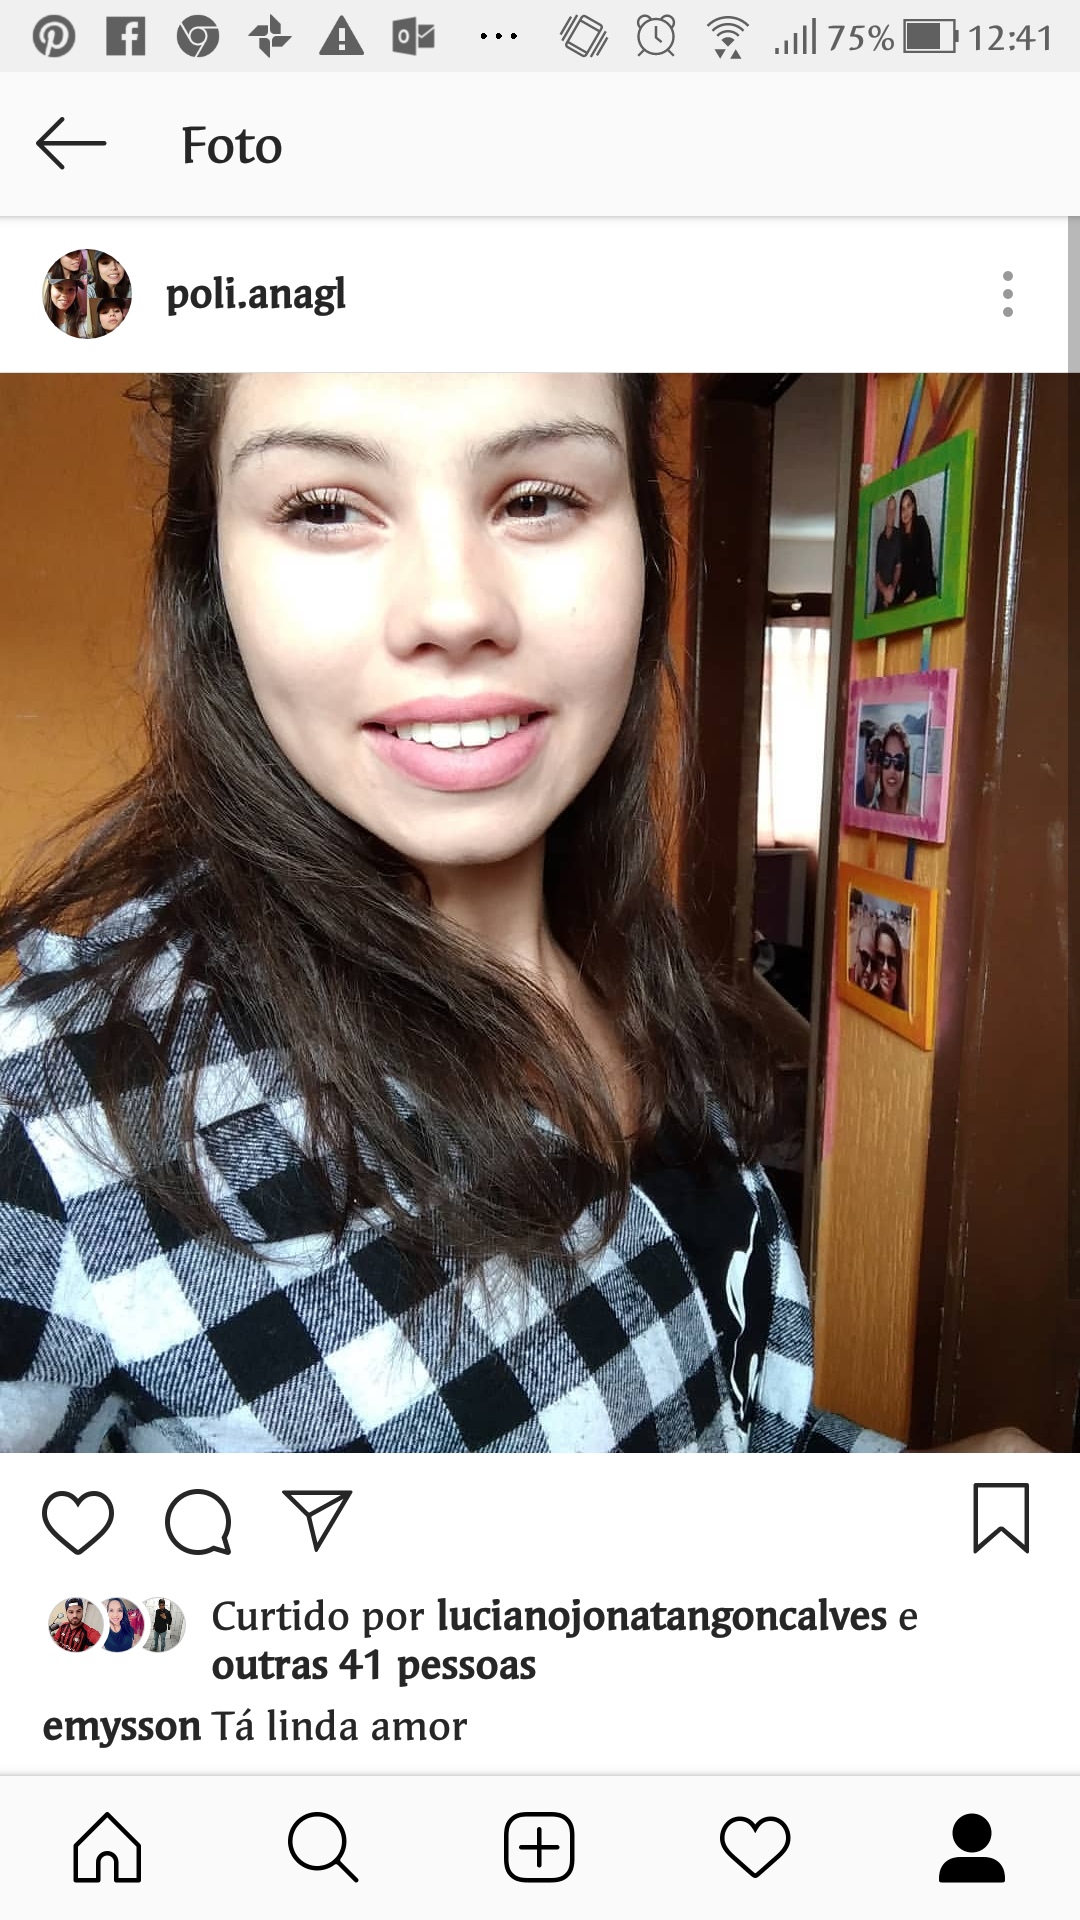 75% 12:41
Foto
poli.anagl
Curtido por lucianojonatangoncalves e
outras 41 pessoas
emysson Tá linda amor